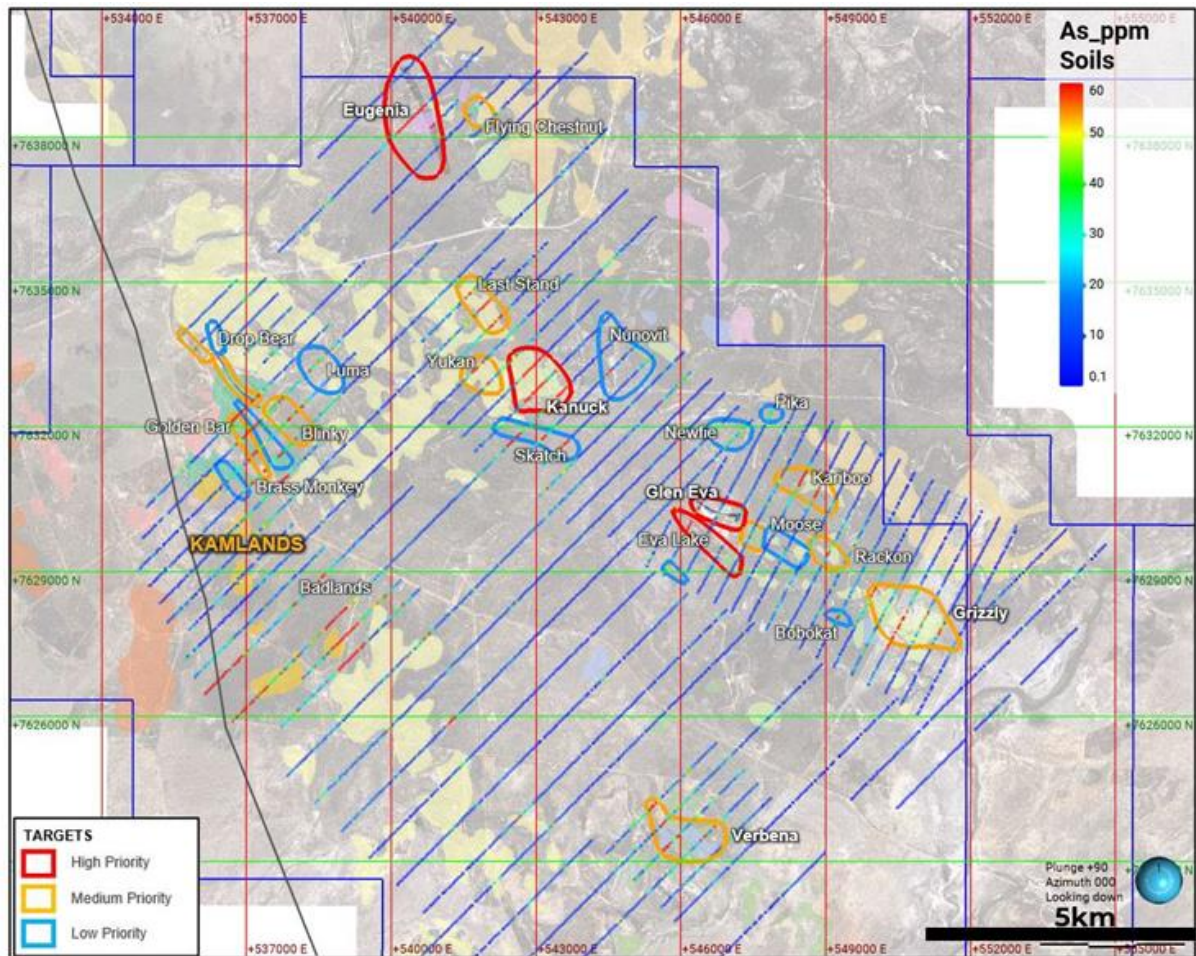 +534000 E
+537000 E
+540000 E
+543000 E
+546000 E
+549000 E
+552000 E
+555000 E
As_ppm
Soils
60
50
40
30
20
10
0.1
Eugenia
Flying Chestnut
+7638000 N
+7638000 N
Last Stand
+7635000 N
+7635000 N
Drop Bear
Nunovit
Luma
Yukan
Kanuck
Pika
Golden Bar
Blinky
Newfie
+7632000 N
+7632000 N
Skatch
Brass Monkey
Kariboo
Glen Eva
Moose
Eva Lake
KAMLANDS
Rackon
+7629000 N
+7629000 N
Badlands
Grizzly
Bobokat
+7626000 N
+7626000 N
Verbena
TARGETS
High Priority
Medium Priority
Low Priority
Plunge +90
Azimuth 000
Looking down
5km
+537000 E
+540000 E
+543000 E
+546000 E
+549000 E
+552000 E